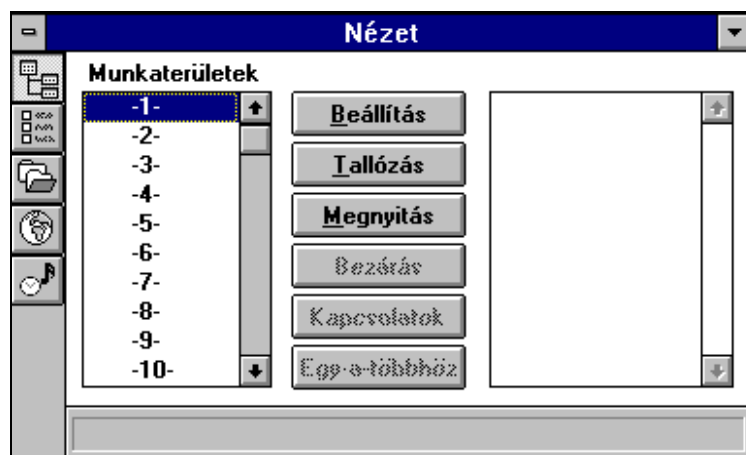 Nézet
Munkaterületek
-1-
-2-
-3-
-4-
-5-
-6-
-7-
-8-
-9-
-10-
Beállítás
Tallózás
Megnyitás
Bezárás
Kapcsolatok
Egy-a-többhöz